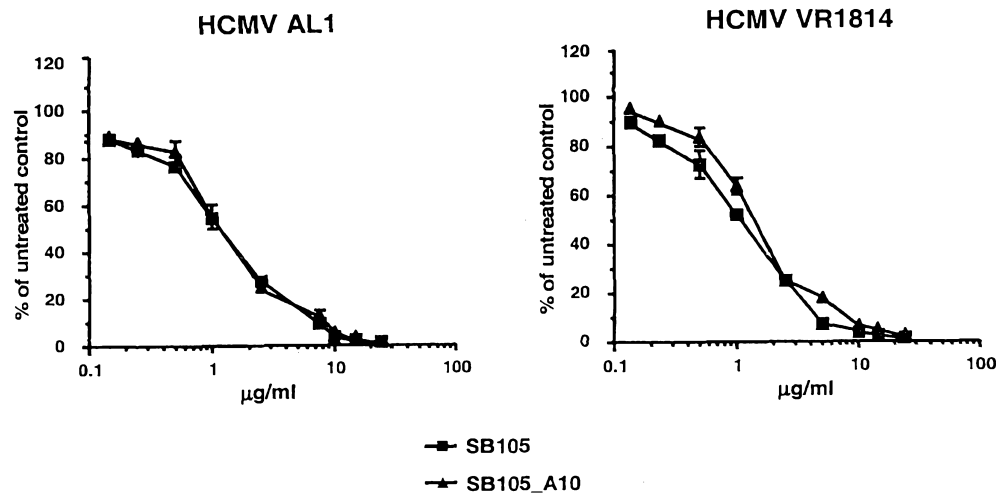 HCMV AL1
% of untreated control
120
100
80
60
40
20
0
0.1 1 10 100
µg/ml
HCMV VR1814
% of untreated control
120
100
80
60
40
20
0
0.1 1 10 100
µg/ml
SB105
SB105_A10